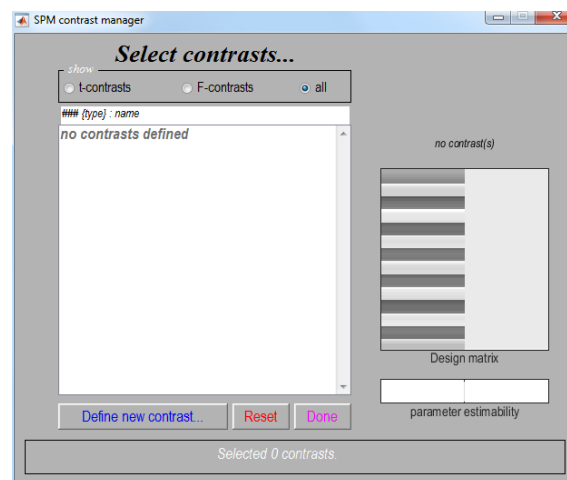 SPM contrast manager
Select contrasts...
show
t-contrasts F-contrasts all
### {type} : name
no contrasts defined
no contrast(s)
Design matrix
parameter estimability
Define new contrast... Reset Done
Selected 0 contrasts.